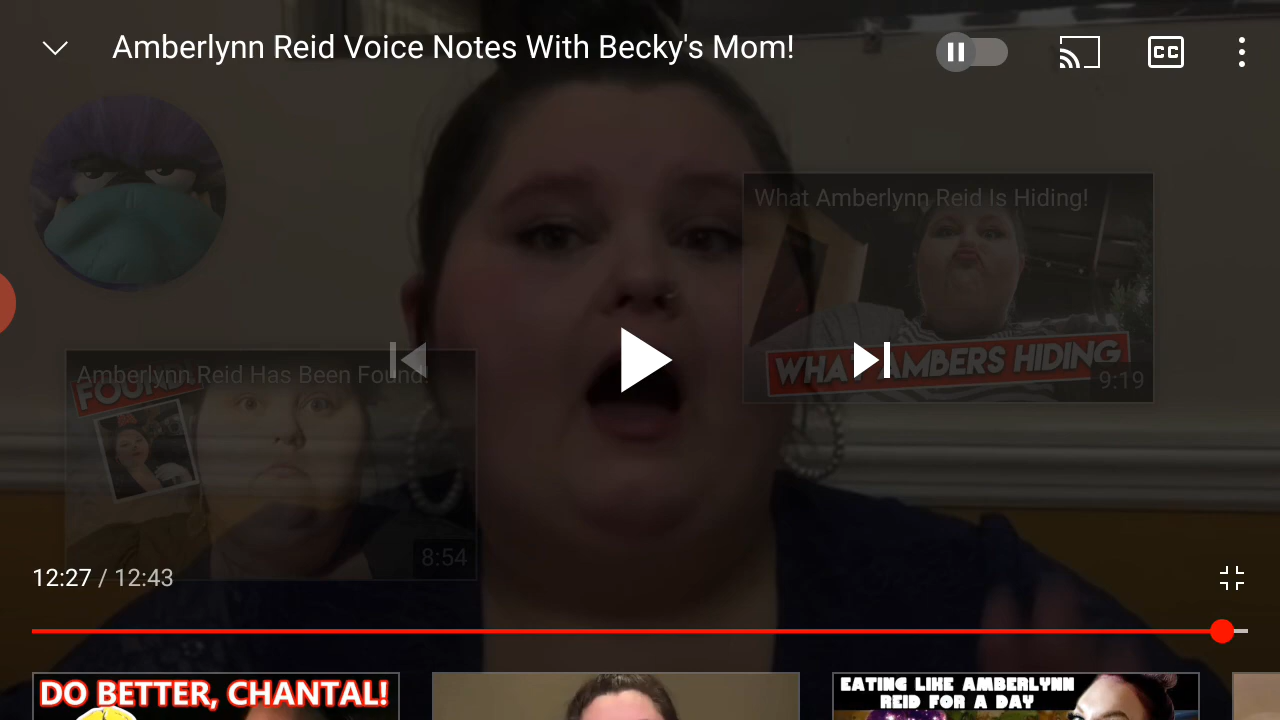 Amberlynn Reid Voice Notes With Becky's Mom!
CC
What Amberlynn Reid Is Hiding!
WHAT AMBERS HIDING
9:19
Amberlynn Reid Has Been Found!
FOUND
8:54
12:27 / 12:43
DO BETTER, CHANTAL!
EATING LIKE AMBERLYNN
REID FOR A DAY